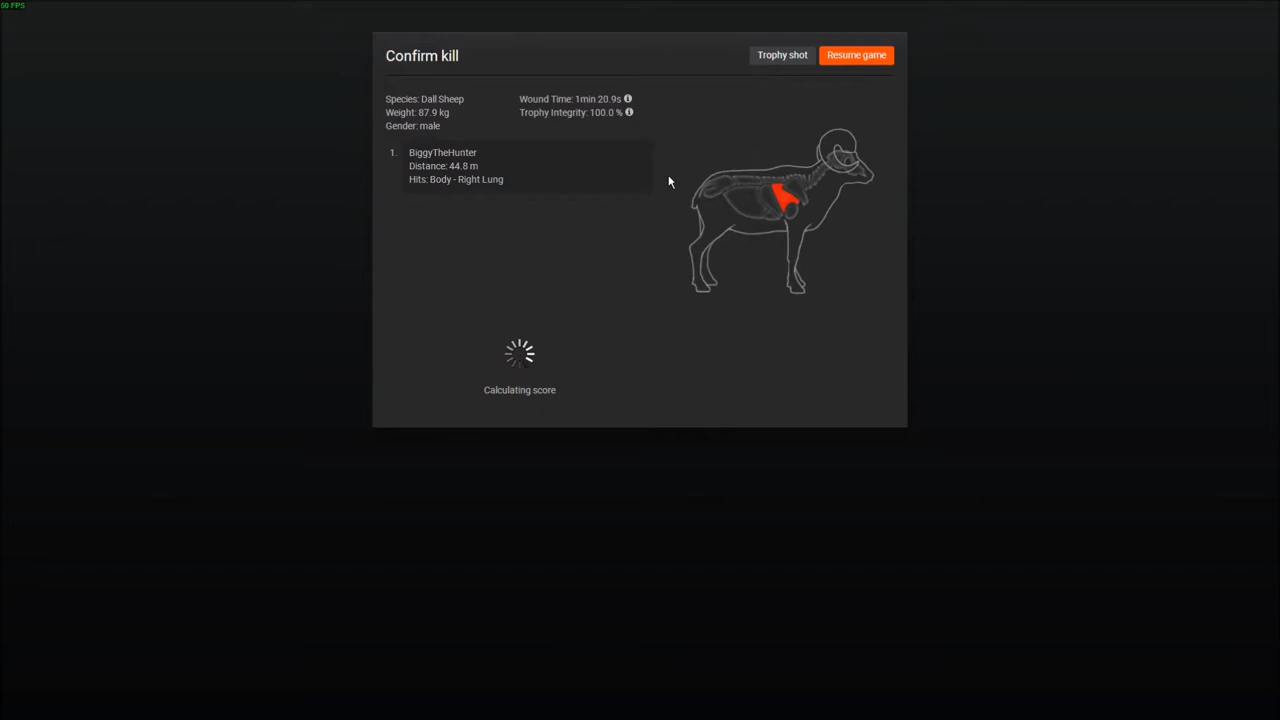 60 FPS
Confirm kill
Trophy shot
Resume game
Species: Dall Sheep
Weight: 87.9 kg
Gender: male
Wound Time: 1min 20.9s
Trophy Integrity: 100.0 %
1.
BiggyTheHunter
Distance: 44.8 m
Hits: Body - Right Lung
Calculating score